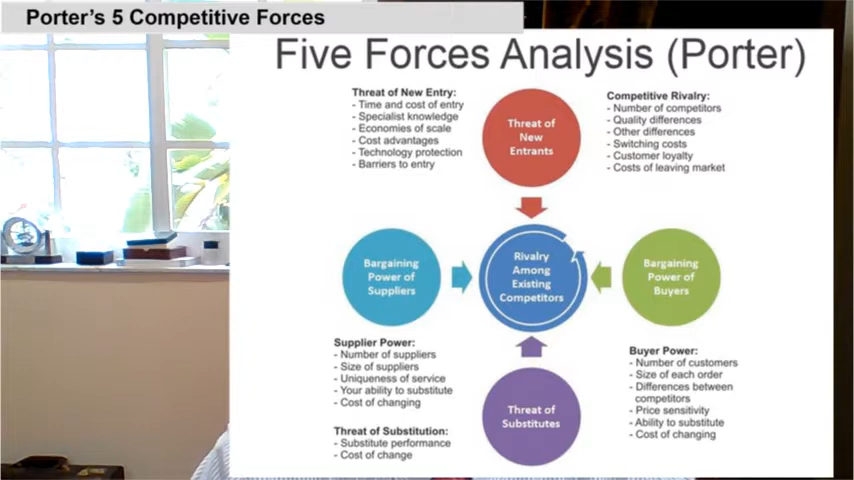 Porter's 5 Competitive Forces
Five Forces Analysis (Porter)
Threat of New Entry:
- Time and cost of entry
- Specialist knowledge
- Economies of scale
- Cost advantages
- Technology protection
- Barriers to entry
Threat of
New
Entrants
Competitive Rivalry:
- Number of competitors
- Quality differences
- Other differences
- Switching costs
- Customer loyalty
- Costs of leaving market
Bargaining
Power of
Suppliers
Rivalry
Among
Existing
Competitors
Bargaining
Power of
Buyers
Supplier Power:
- Number of suppliers
- Size of suppliers
- Uniqueness of service
- Your ability to substitute
- Cost of changing
Threat of Substitution:
- Substitute performance
- Cost of change
Threat of
Substitutes
Buyer Power:
- Number of customers
- Size of each order
- Differences between
competitors
- Price sensitivity
- Ability to substitute
- Cost of changing